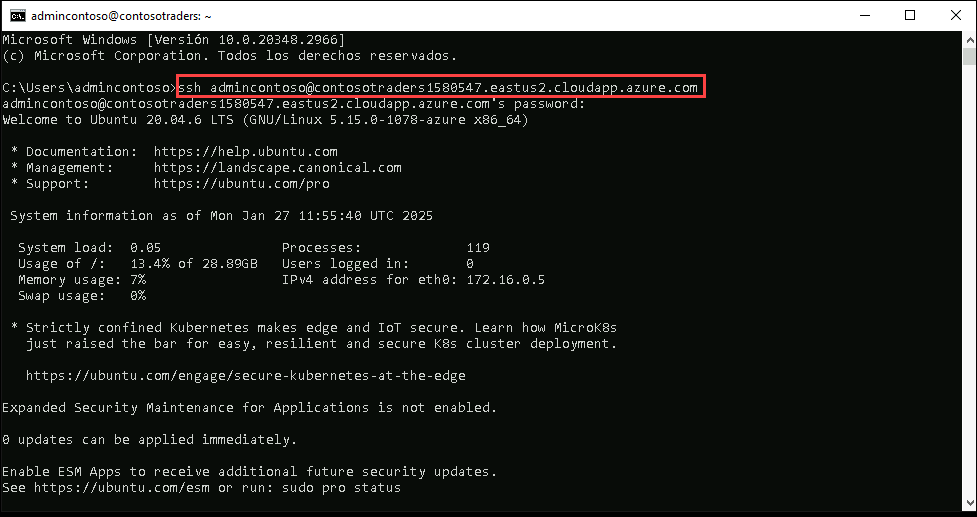 admincontoso@contosotraders: ~
Microsoft Windows [Versión 10.0.20348.2966]
(c) Microsoft Corporation. Todos los derechos reservados.
C:\Users\admincontoso>ssh admincontoso@contosotraders1580547.eastus2.cloudapp.azure.com
admincontoso@contosotraders1580547.eastus2.cloudapp.azure.com's password:
Welcome to Ubuntu 20.04.6 LTS (GNU/Linux 5.15.0-1078-azure x86_64)
* Documentation:  https://help.ubuntu.com
* Management:     https://landscape.canonical.com
* Support:        https://ubuntu.com/pro
System information as of Mon Jan 27 11:55:40 UTC 2025
System load:  0.05               Processes:             119
Usage of /:   13.4% of 28.89GB   Users logged in:       0
Memory usage: 7%                 IPv4 address for eth0: 172.16.0.5
Swap usage:   0%
* Strictly confined Kubernetes makes edge and IoT secure. Learn how MicroK8s
just raised the bar for easy, resilient and secure K8s cluster deployment.
https://ubuntu.com/engage/secure-kubernetes-at-the-edge
Expanded Security Maintenance for Applications is not enabled.
0 updates can be applied immediately.
Enable ESM Apps to receive additional future security updates.
See https://ubuntu.com/esm or run: sudo pro status